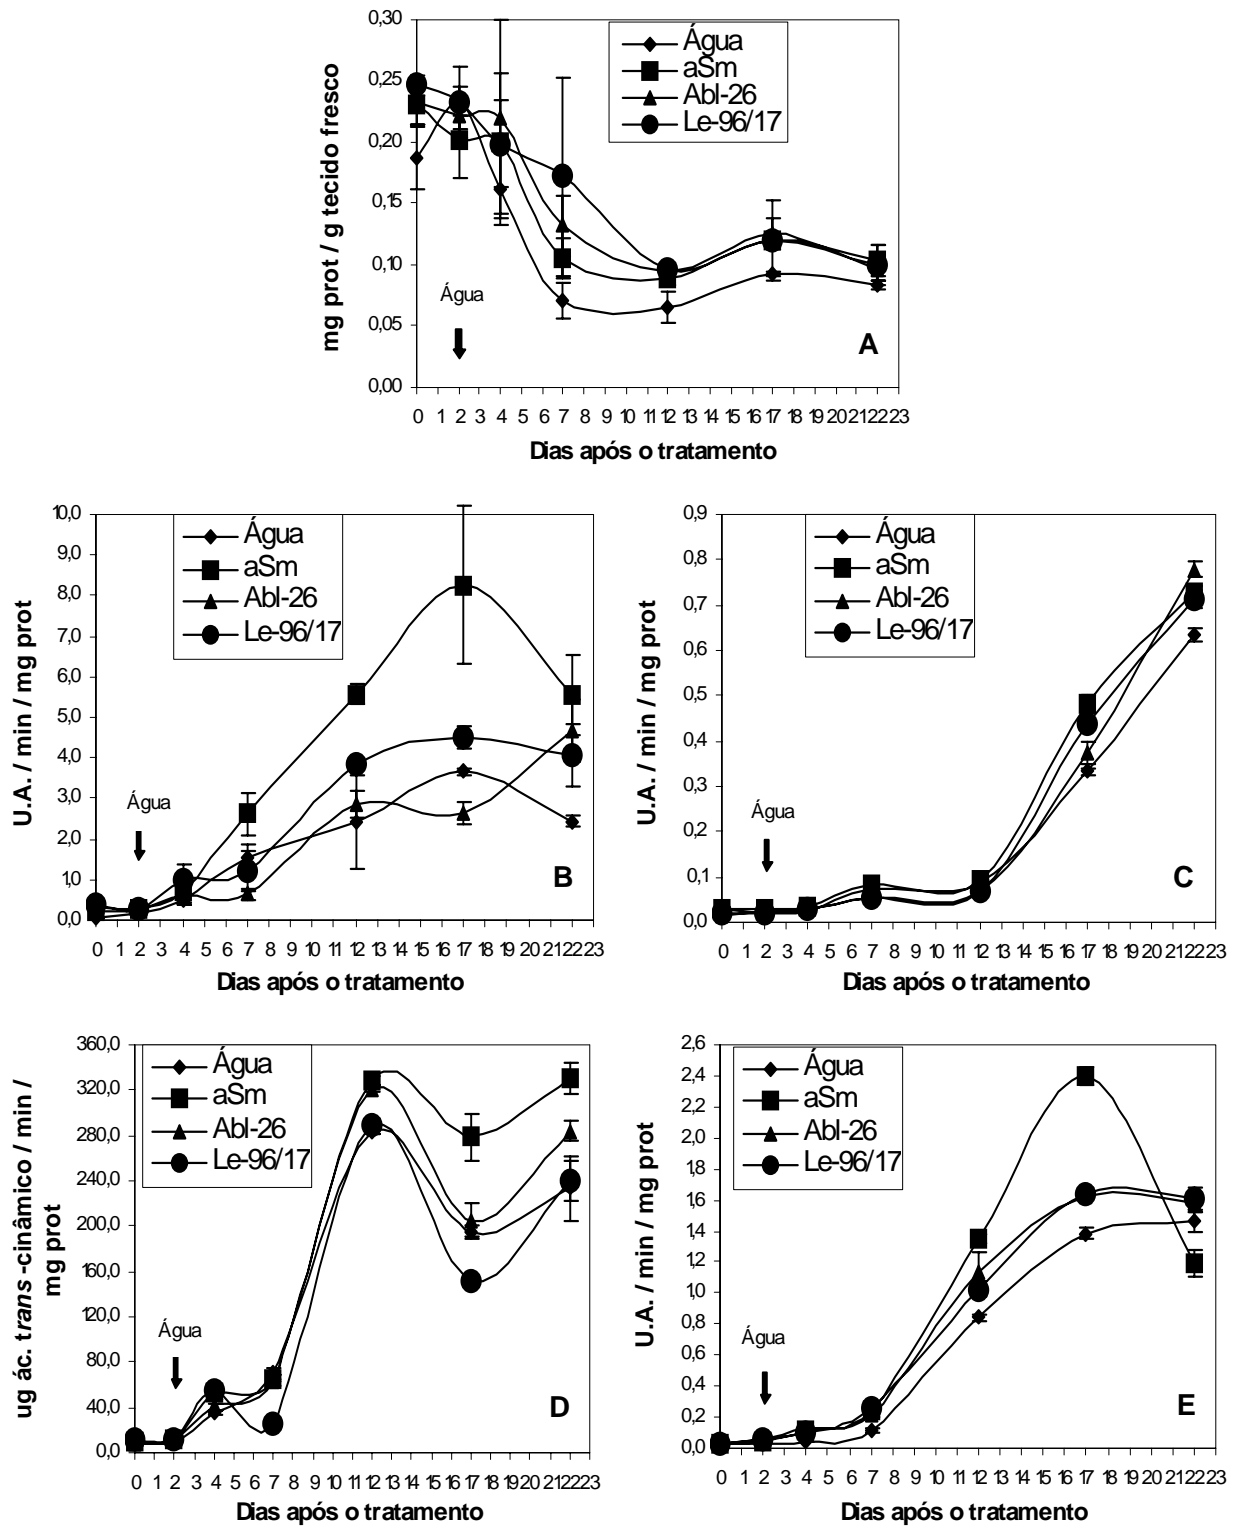 0,30
0,25
0,20
0,15
0,10
0,05
0,00
mg prot / g tecido fresco
Água
aSm
Abl-26
Le-96/17
Água
A
0 1 2 3 4 5 6 7 8 9 10 11 12 13 14 15 16 17 18 19 20 21 22 23
Dias após o tratamento
10,0
9,0
8,0
7,0
6,0
5,0
4,0
3,0
2,0
1,0
0,0
U.A. / min / mg prot
Água
aSm
Abl-26
Le-96/17
Água
B
0 1 2 3 4 5 6 7 8 9 10 11 12 13 14 15 16 17 18 19 20 21 22 23
Dias após o tratamento
0,9
0,8
0,7
0,6
0,5
0,4
0,3
0,2
0,1
0,0
U.A. / min / mg prot
Água
aSm
Abl-26
Le-96/17
Água
C
0 1 2 3 4 5 6 7 8 9 10 11 12 13 14 15 16 17 18 19 20 21 22 23
Dias após o tratamento
360,0
320,0
280,0
240,0
200,0
160,0
120,0
80,0
40,0
0,0
ug ác. trans-cinâmico / min /
mg prot
Água
aSm
Abl-26
Le-96/17
Água
D
0 1 2 3 4 5 6 7 8 9 10 11 12 13 14 15 16 17 18 19 20 21 22 23
Dias após o tratamento
2,6
2,4
2,2
2,0
1,8
1,6
1,4
1,2
1,0
0,8
0,6
0,4
0,2
0,0
U.A. / min / mg prot
Água
aSm
Abl-26
Le-96/17
Água
E
0 1 2 3 4 5 6 7 8 9 10 11 12 13 14 15 16 17 18 19 20 21 22 23
Dias após o tratamento